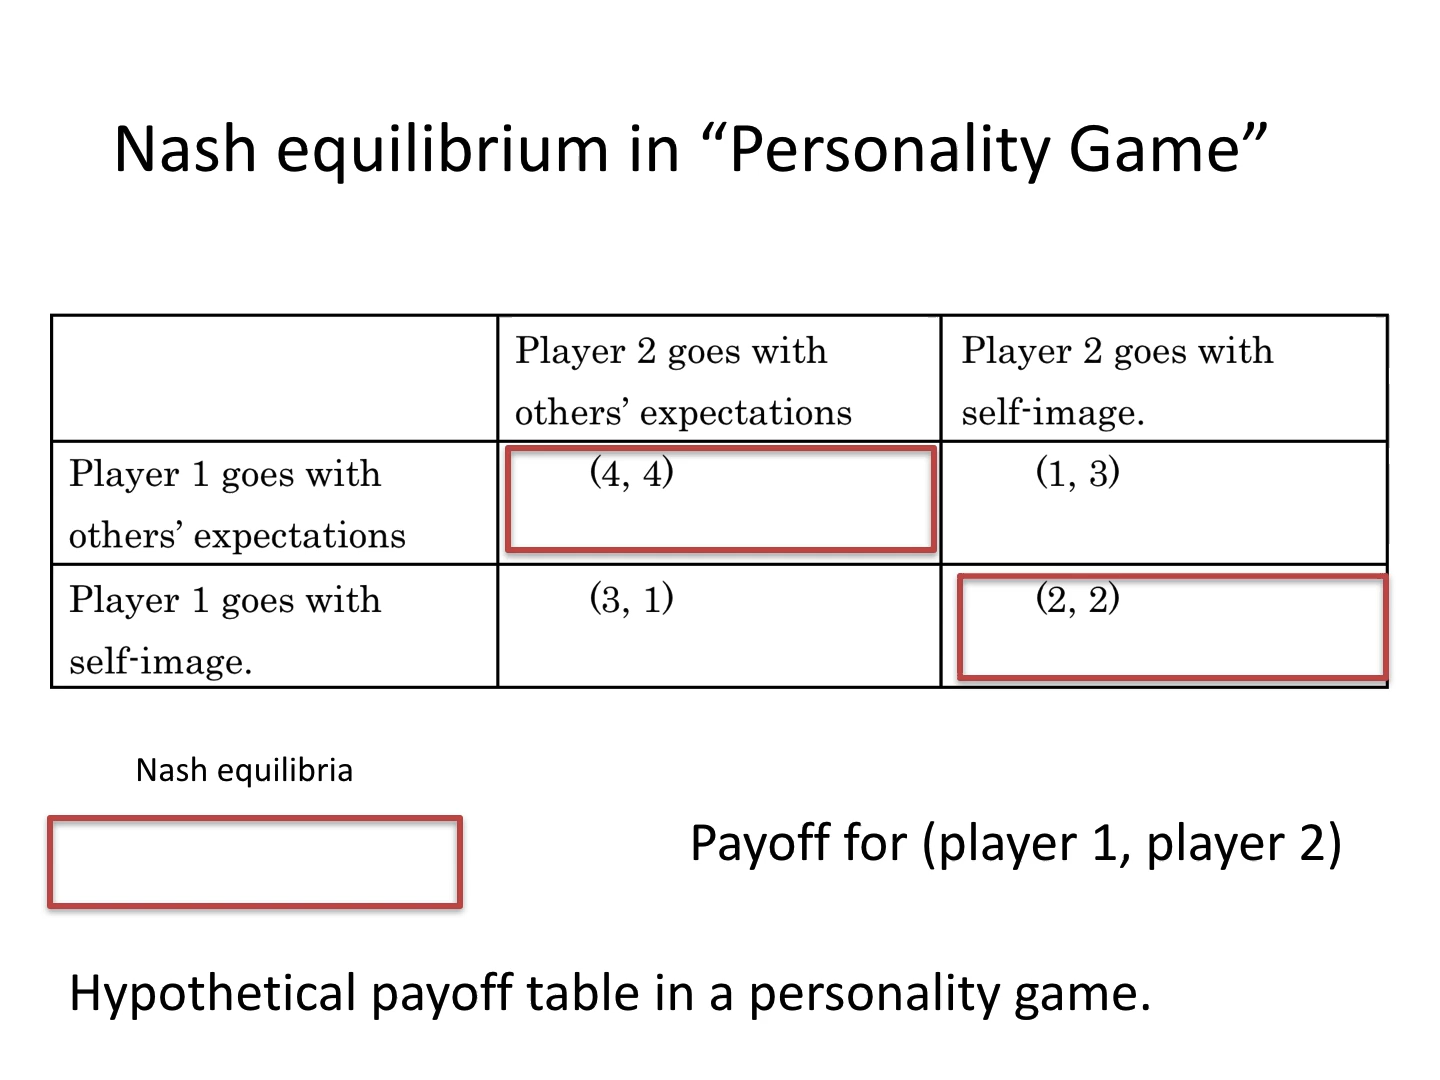 Nash equilibrium in “Personality Game”
Player 2 goes with
others’ expectations
Player 2 goes with
self-image.
Player 1 goes with
others’ expectations
(4, 4)
(1, 3)
Player 1 goes with
self-image.
(3, 1)
(2, 2)
Nash equilibria
Payoff for (player 1, player 2)
Hypothetical payoff table in a personality game.